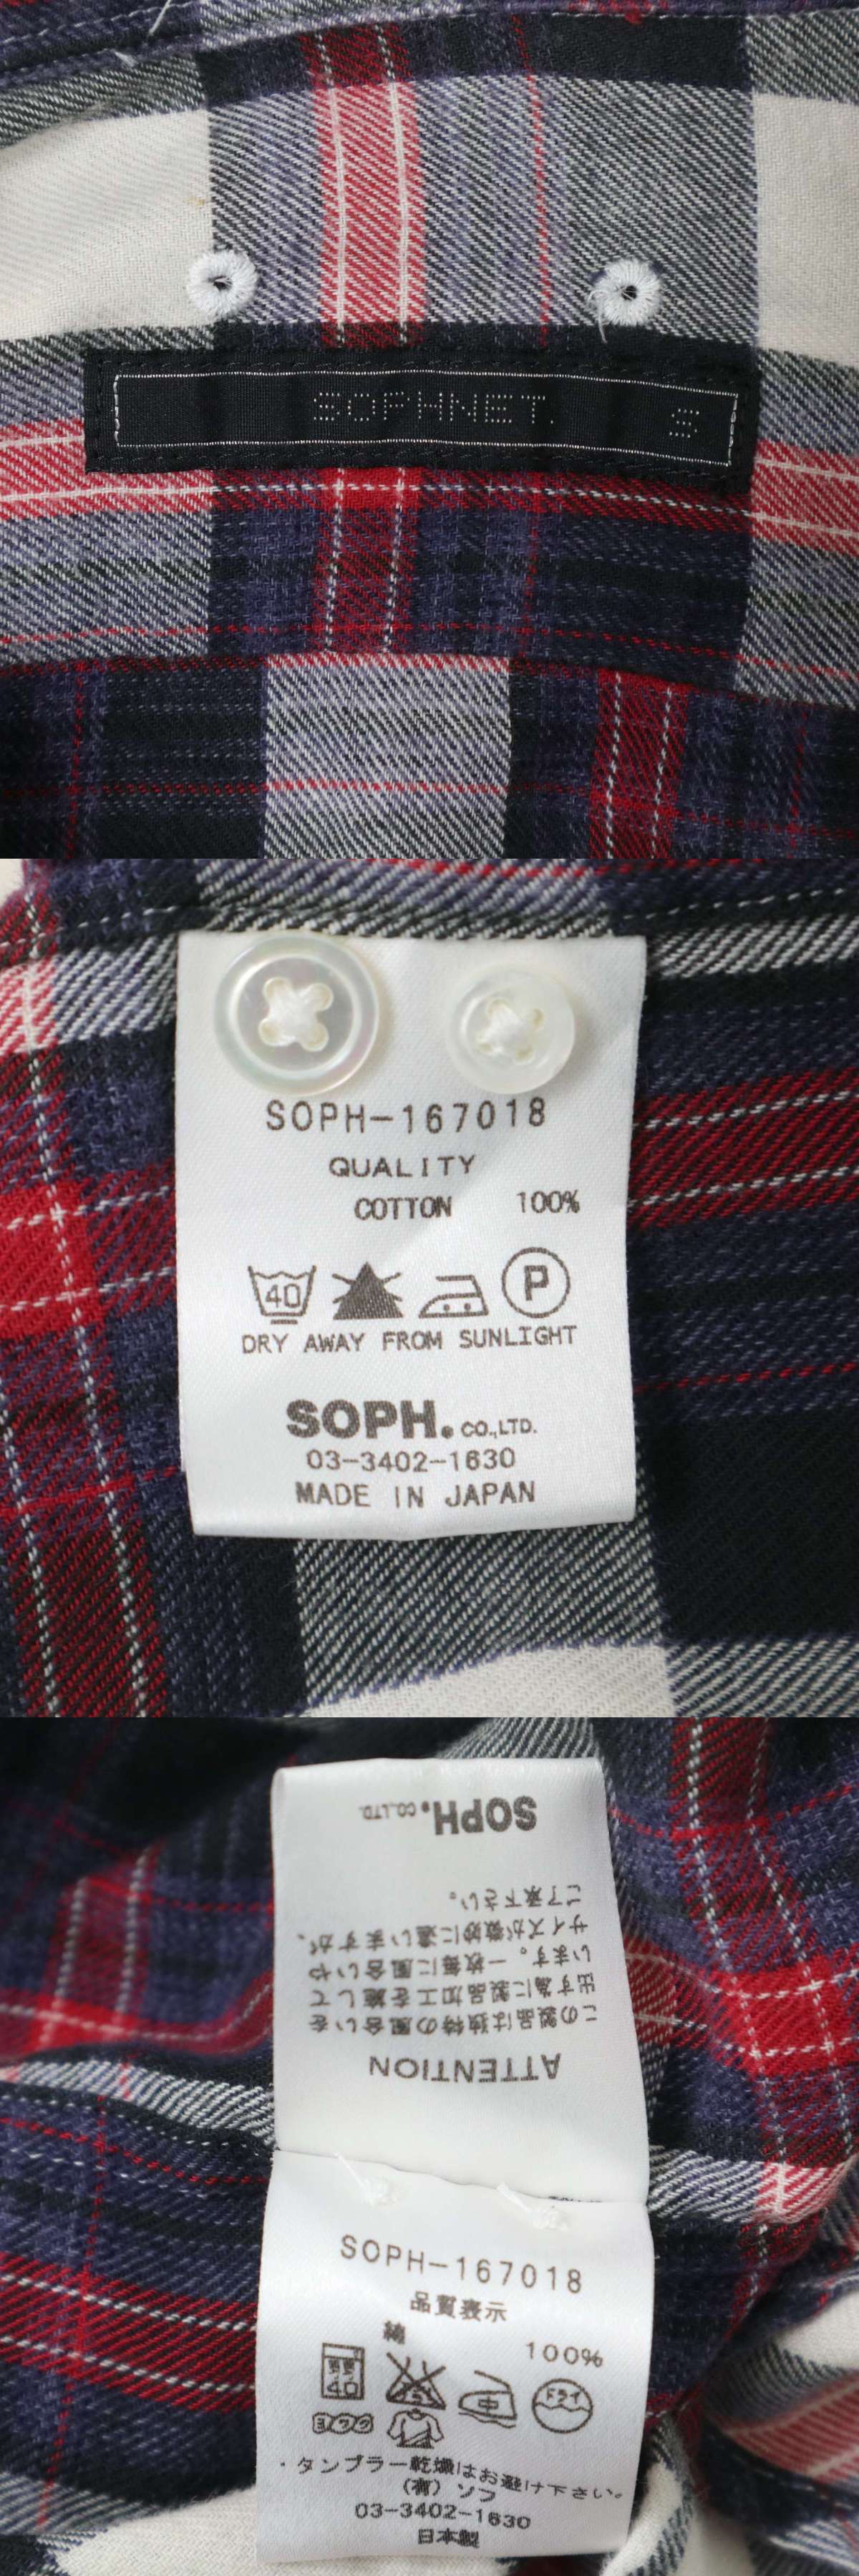 SOPHNET. S
SOPH-167018
QUALITY
COTTON 100%
40 P
DRY AWAY FROM SUNLIGHT
SOPH.CO.,LTD.
03-3402-1630
MADE IN JAPAN
ATTENTION
この製品は独特の風合いを
出す為に製品加工を施して
います。一枚毎に風合いや
サイズが微妙に違いますが、
ご了承下さい。
SOPH.CO.,LTD.
SOPH-167018
品質表示
綿 100%
40 中 ドライ
・タンブラー乾燥はお避け下さい。
(有) ソフ
03-3402-1630
日本製